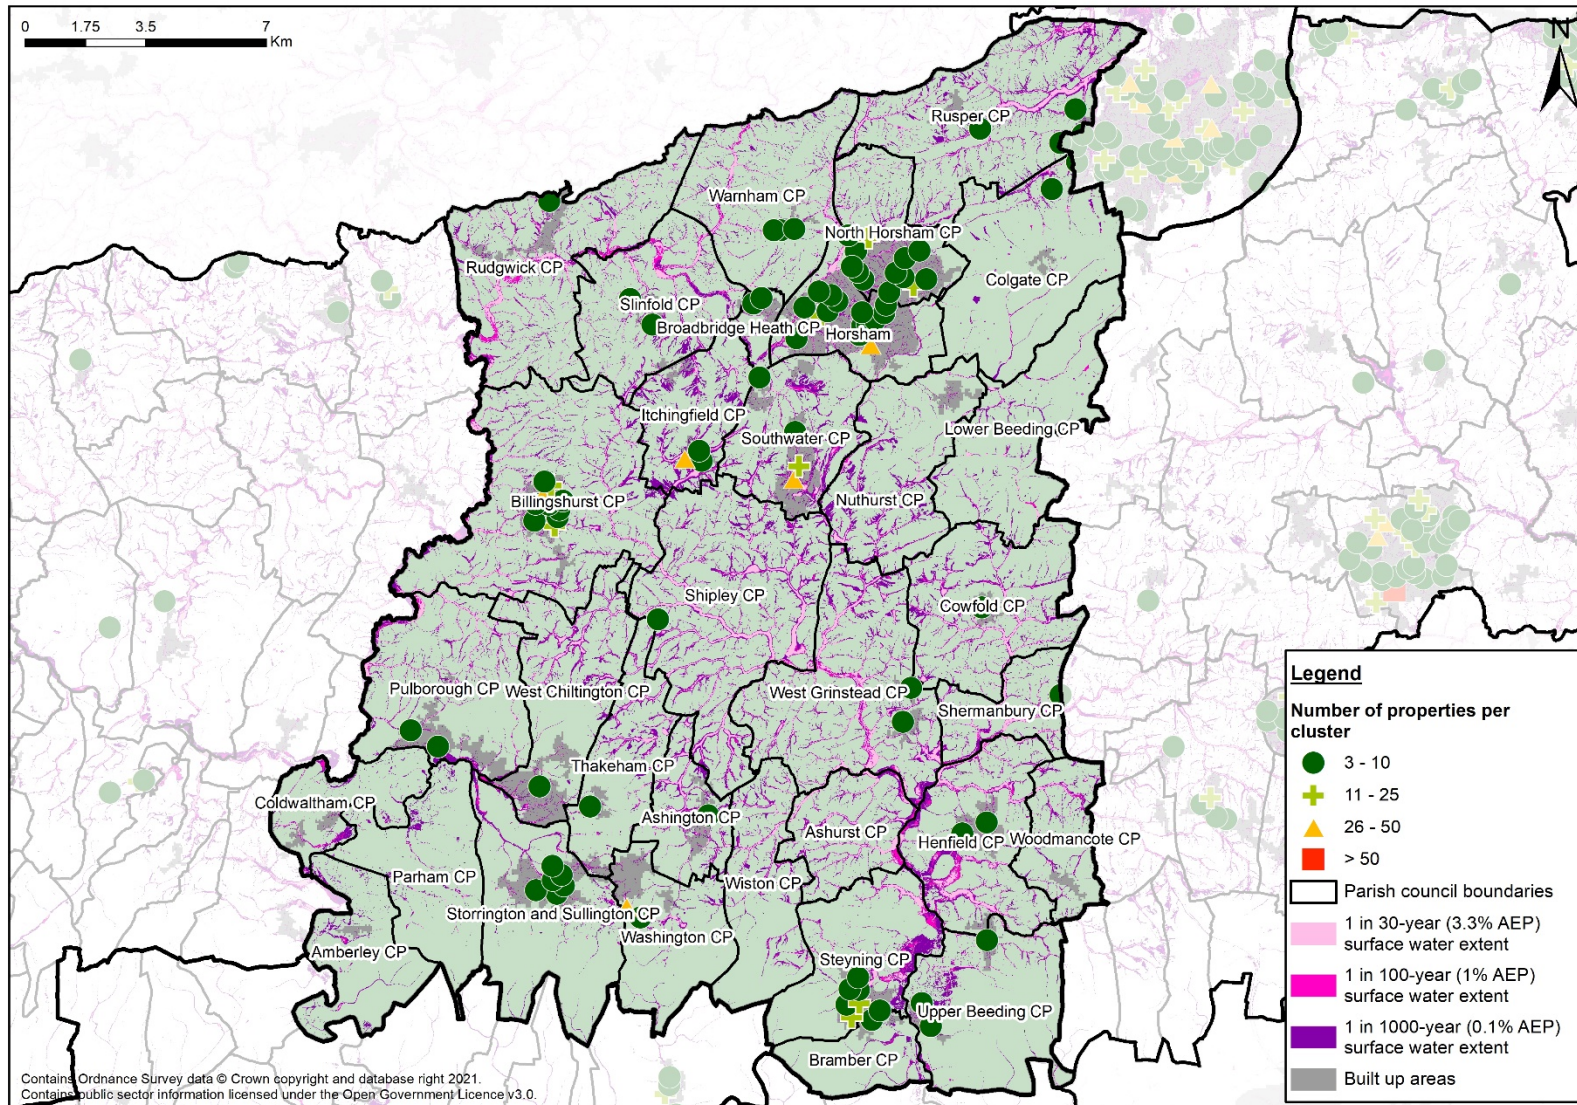 0 1.75 3.5 7
Km
N
Rusper CP
Warnham CP
North Horsham CP
Rudgwick CP
Colgate CP
Slinfold CP
Broadbridge Heath CP
Horsham
Itchingfield CP
Lower Beeding CP
Southwater CP
Billingshurst CP
Nuthurst CP
Shipley CP
Cowfold CP
Pulborough CP
West Chiltington CP
West Grinstead CP
Shermanbury CP
Thakeham CP
Coldwaltham CP
Ashington CP
Ashurst CP
Henfield CP
Woodmancote CP
Parham CP
Wiston CP
Storrington and Sullington CP
Washington CP
Amberley CP
Steyning CP
Upper Beeding CP
Bramber CP
Legend
Number of properties per
cluster
3 - 10
11 - 25
26 - 50
> 50
Parish council boundaries
1 in 30-year (3.3% AEP)
surface water extent
1 in 100-year (1% AEP)
surface water extent
1 in 1000-year (0.1% AEP)
surface water extent
Built up areas
Contains Ordnance Survey data © Crown copyright and database right 2021.
Contains public sector information licensed under the Open Government Licence v3.0.